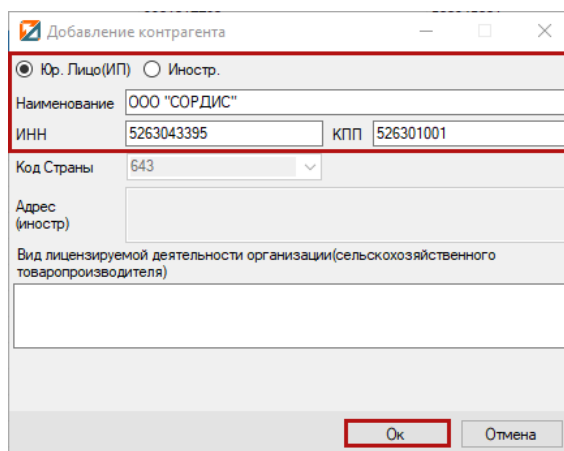 Добавление контрагента
Юр. Лицо(ИП) Иностр.
Наименование ООО "СОРДИС"
ИНН 5263043395 КПП 526301001
Код Страны 643
Адрес
(иностр)
Вид лицензируемой деятельности организации(сельскохозяйственного
товаропроизводителя)
Ок Отмена